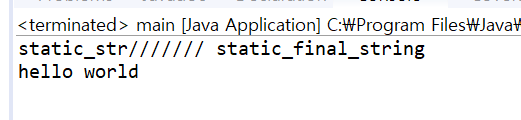 <terminated> main [Java Application] C:₩Program Files₩Java₩
static_str/////// static_final_string
hello world